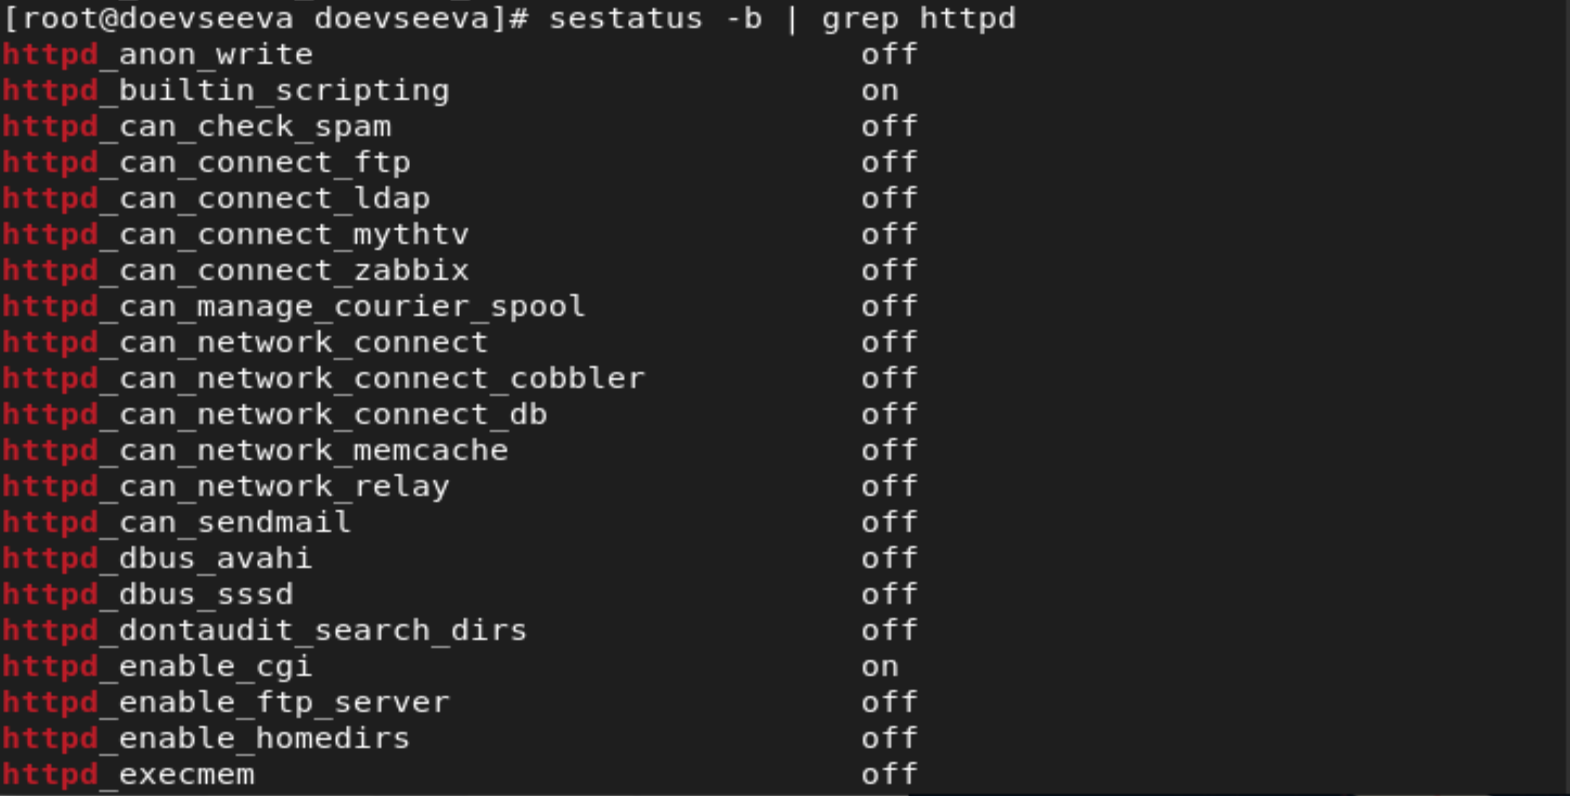 [root@doevseeva doevseeva]# sestatus -b | grep httpd
httpd_anon_write off
httpd_builtin_scripting on
httpd_can_check_spam off
httpd_can_connect_ftp off
httpd_can_connect_ldap off
httpd_can_connect_mythtv off
httpd_can_connect_zabbix off
httpd_can_manage_courier_spool off
httpd_can_network_connect off
httpd_can_network_connect_cobbler off
httpd_can_network_connect_db off
httpd_can_network_memcache off
httpd_can_network_relay off
httpd_can_sendmail off
httpd_dbus_avahi off
httpd_dbus_sssd off
httpd_dontaudit_search_dirs off
httpd_enable_cgi on
httpd_enable_ftp_server off
httpd_enable_homedirs off
httpd_execmem off